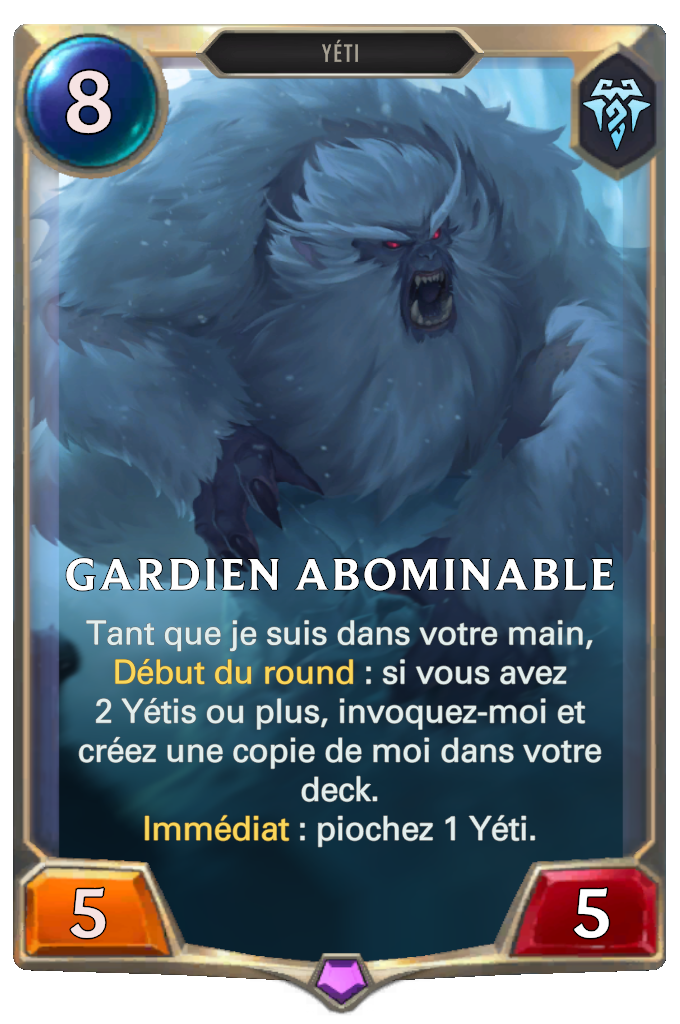 8
YÉTI
GARDIEN ABOMINABLE
Tant que je suis dans votre main,
Début du round : si vous avez
2 Yétis ou plus, invoquez-moi et
créez une copie de moi dans votre
deck.
Immédiat : piochez 1 Yéti.
5
5